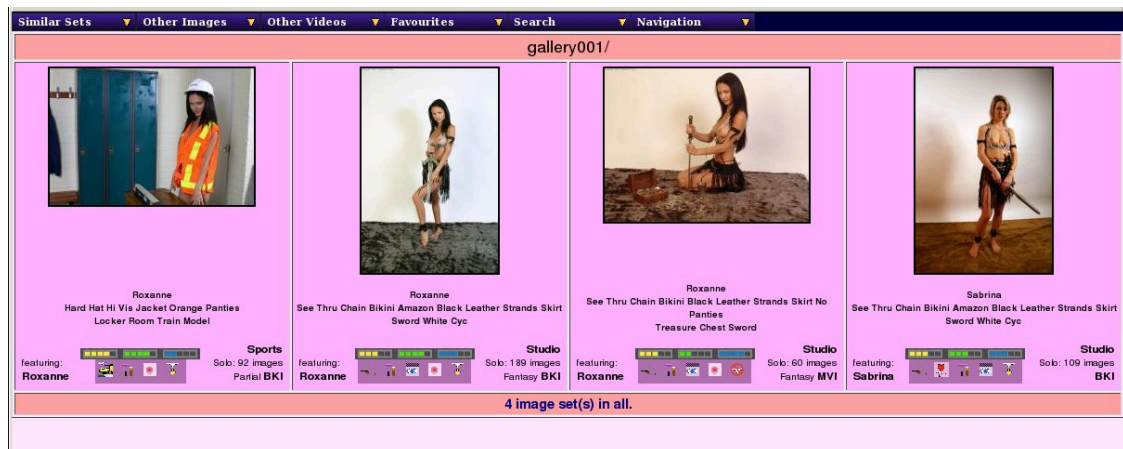 Similar Sets Other Images Other Videos Favourites Search Navigation
gallery001/
Roxanne
Hard Hat Hi Vis Jacket Orange Panties
Locker Room Train Model
Sports
featuring: Solo: 92 images
Roxanne Partial BKI
Roxanne
See Thru Chain Bikini Amazon Black Leather Strands Skirt
Sword White Cyc
Studio
featuring: Solo: 189 images
Roxanne Fantasy BKI
Roxanne
See Thru Chain Bikini Black Leather Strands Skirt No
Panties
Treasure Chest Sword
Studio
featuring: Solo: 60 images
Roxanne Fantasy MVI
Sabrina
See Thru Chain Bikini Amazon Black Leather Strands Skirt
Sword White Cyc
Studio
featuring: Solo: 109 images
Sabrina BKI
4 image set(s) in all.